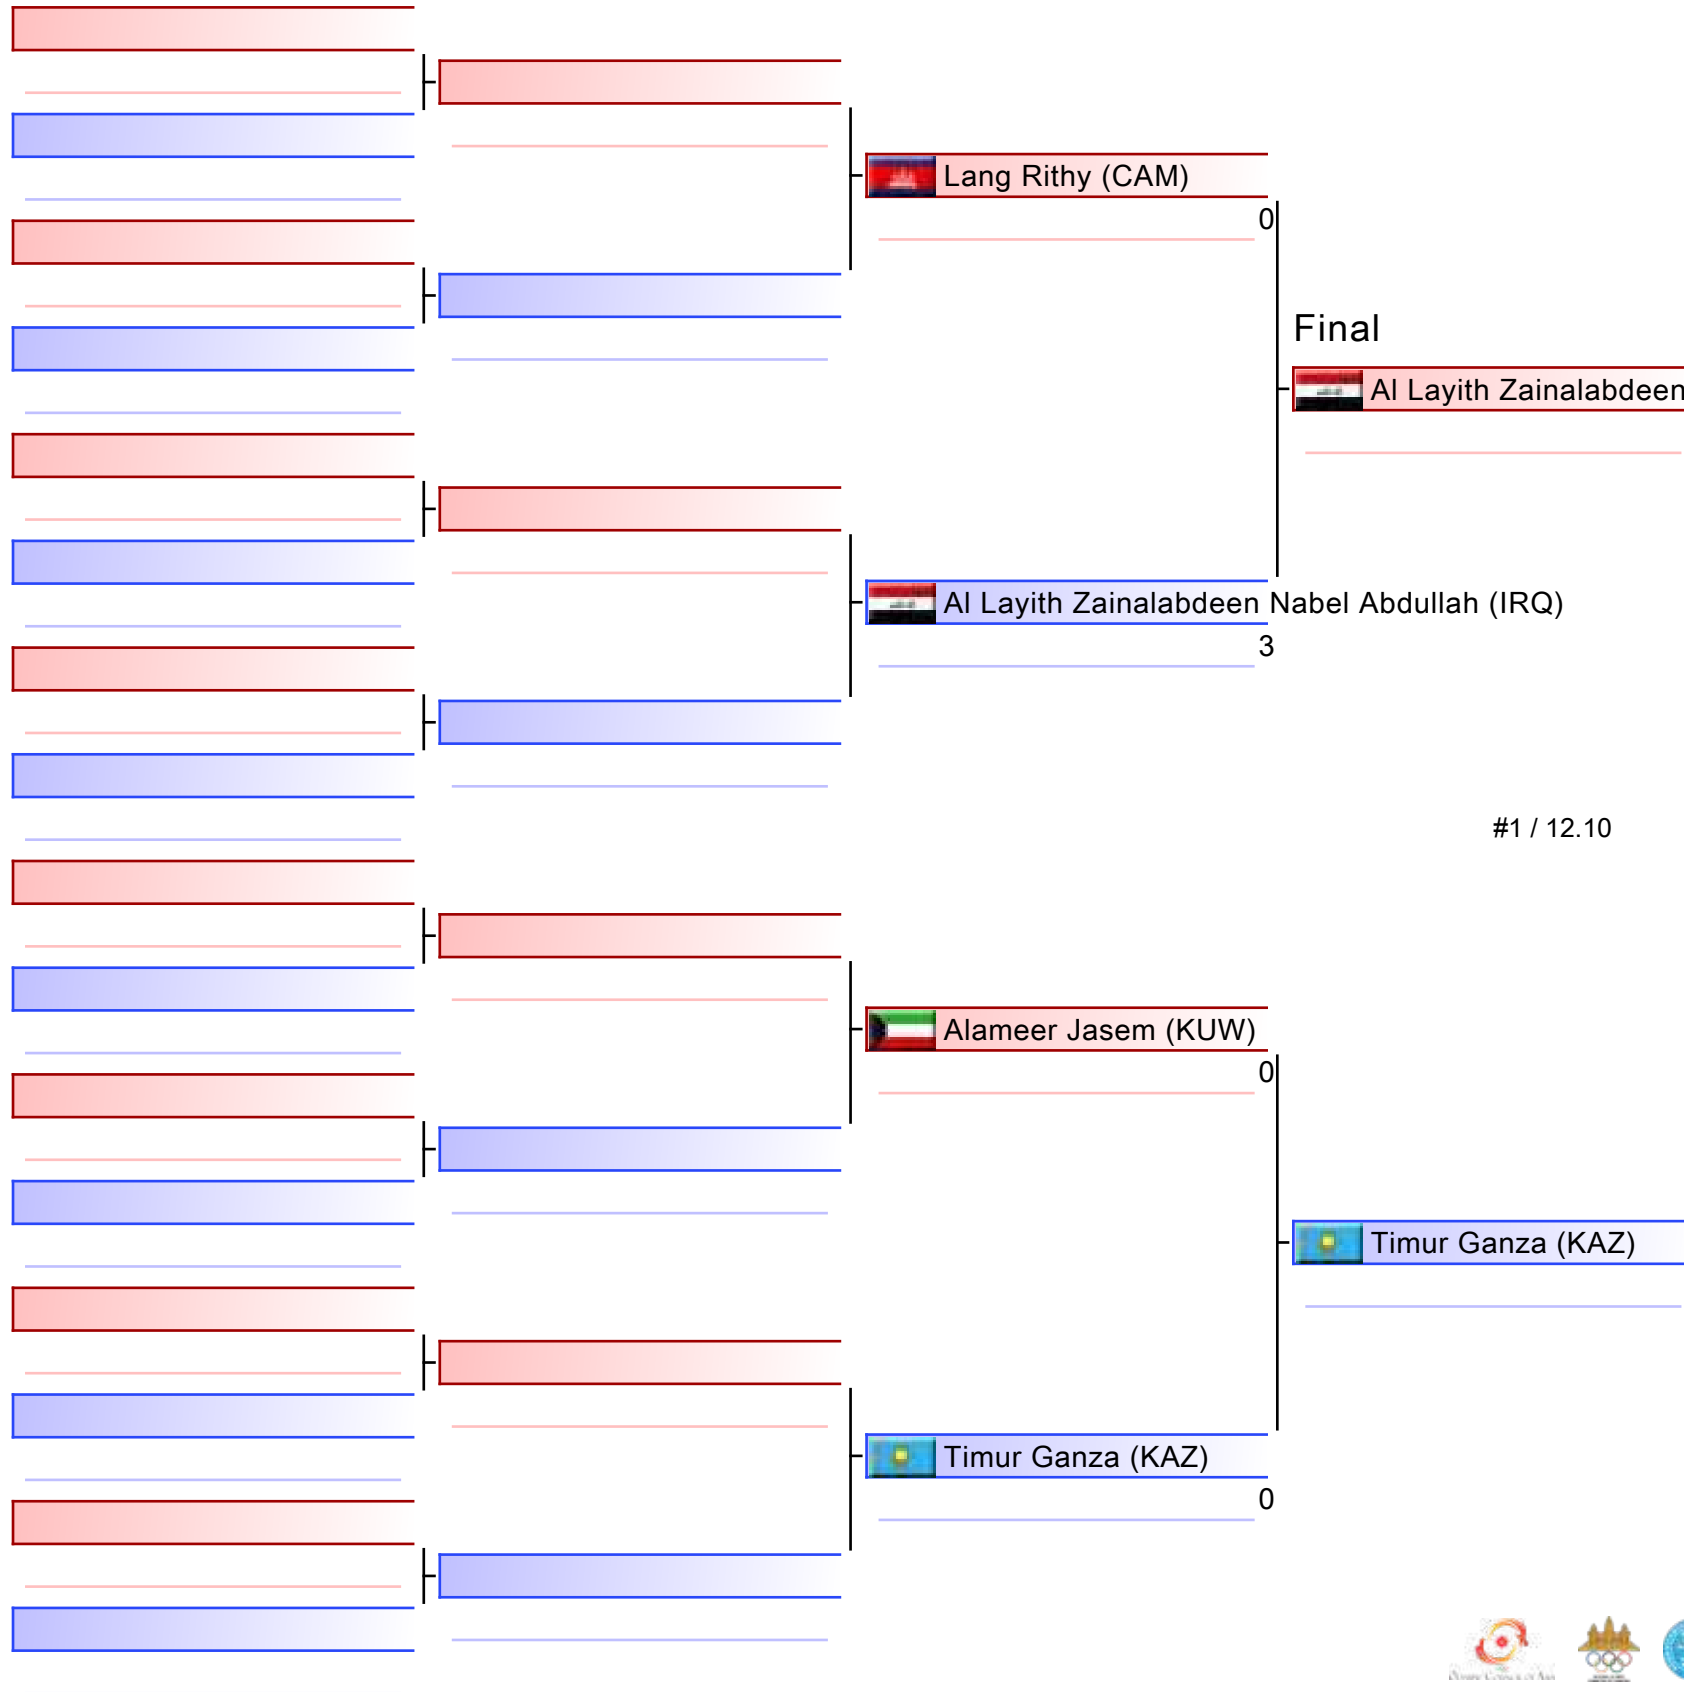 Lang Rithy (CAM)
0
Final
Al Layith Zainalabdeen
Al Layith Zainalabdeen Nabel Abdullah (IRQ)
3
#1 / 12.10
Alameer Jasem (KUW)
0
Timur Ganza (KAZ)
Timur Ganza (KAZ)
0